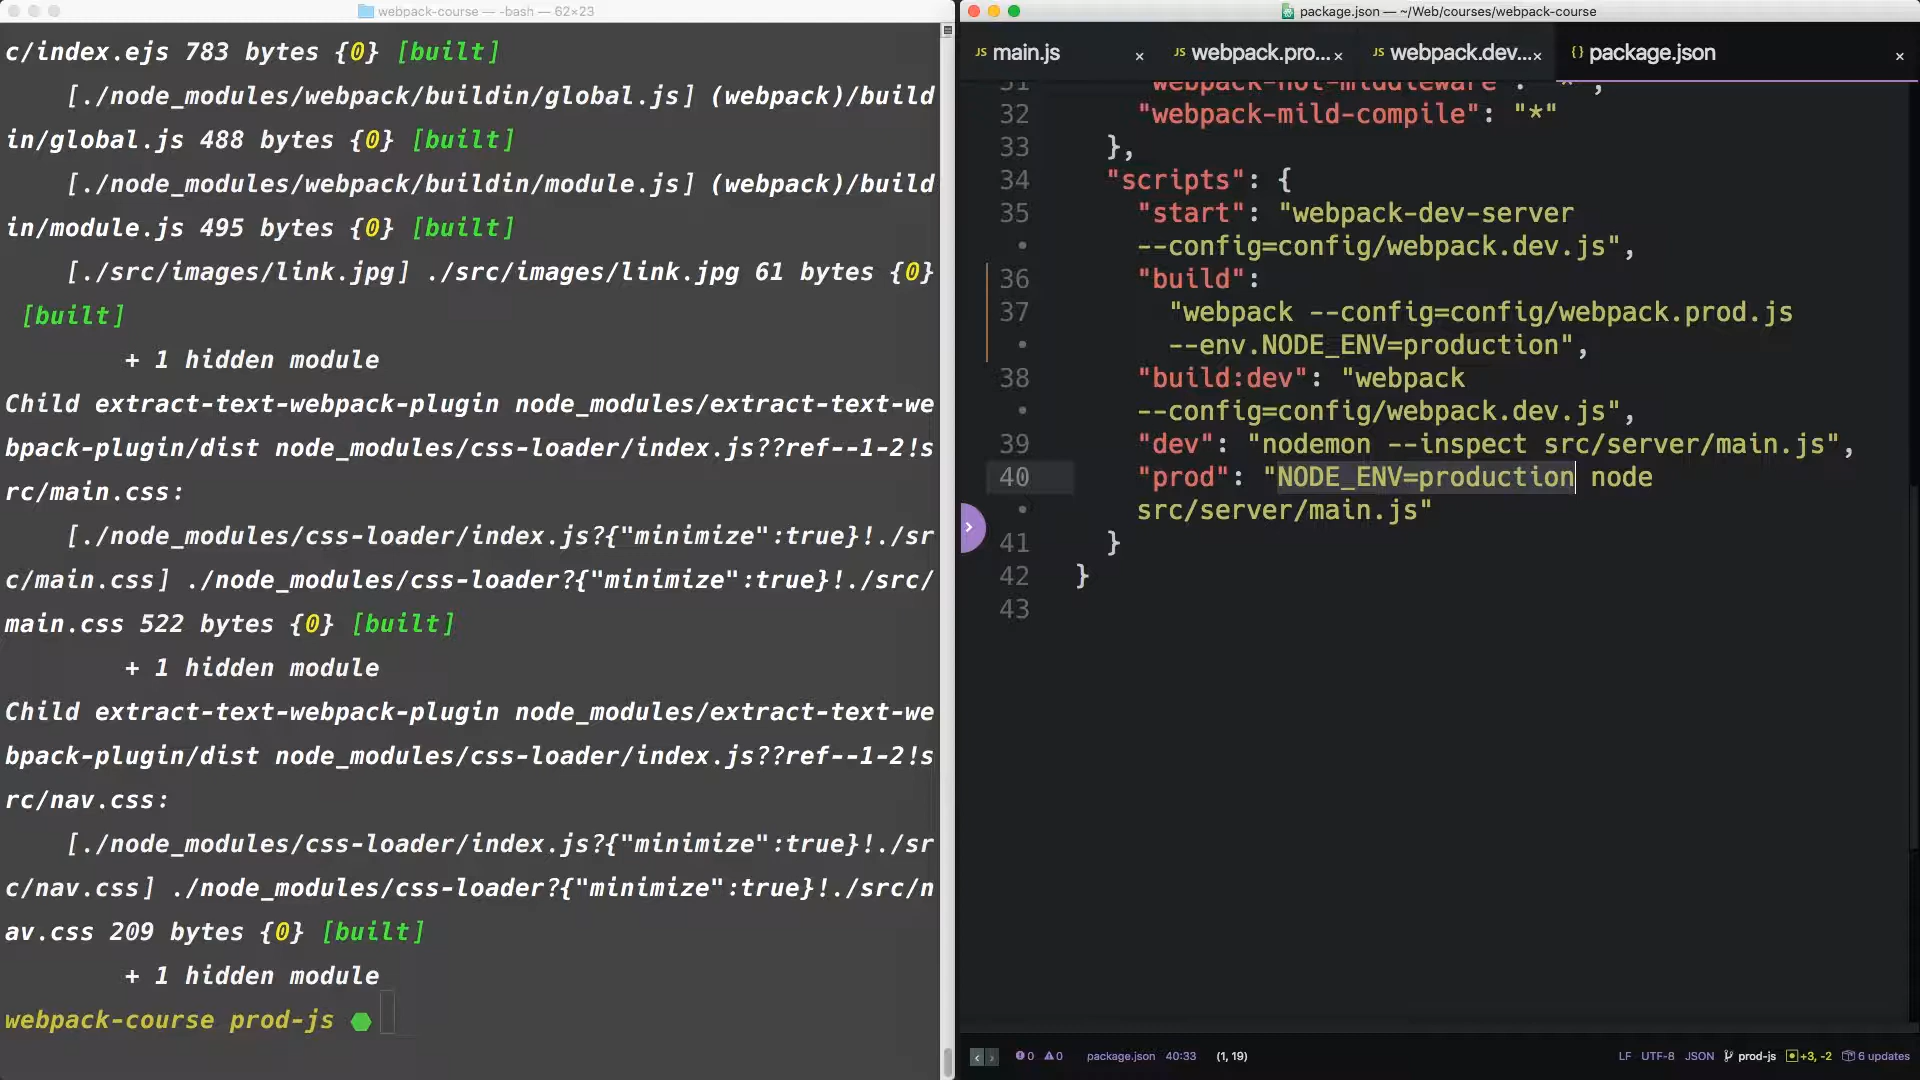 webpack-course — -bash — 62×23
c/index.ejs 783 bytes {0} [built]
[./node_modules/webpack/buildin/global.js] (webpack)/build
in/global.js 488 bytes {0} [built]
[./node_modules/webpack/buildin/module.js] (webpack)/build
in/module.js 495 bytes {0} [built]
[./src/images/link.jpg] ./src/images/link.jpg 61 bytes {0}
[built]
+ 1 hidden module
Child extract-text-webpack-plugin node_modules/extract-text-we
bpack-plugin/dist node_modules/css-loader/index.js??ref--1-2!s
rc/main.css:
[./node_modules/css-loader/index.js?{"minimize":true}!./sr
c/main.css] ./node_modules/css-loader?{"minimize":true}!./src/
main.css 522 bytes {0} [built]
+ 1 hidden module
Child extract-text-webpack-plugin node_modules/extract-text-we
bpack-plugin/dist node_modules/css-loader/index.js??ref--1-2!s
rc/nav.css:
[./node_modules/css-loader/index.js?{"minimize":true}!./sr
c/nav.css] ./node_modules/css-loader?{"minimize":true}!./src/n
av.css 209 bytes {0} [built]
+ 1 hidden module
webpack-course prod-js
package.json — ~/Web/courses/webpack-course
JS main.js × JS webpack.pro... × JS webpack.dev... × {} package.json ×
31 "webpack-hot-middleware": "*",
32 "webpack-mild-compile": "*"
33 },
34 "scripts": {
35 "start": "webpack-dev-server
• --config=config/webpack.dev.js",
36 "build":
37 "webpack --config=config/webpack.prod.js
• --env.NODE_ENV=production",
38 "build:dev": "webpack
• --config=config/webpack.dev.js",
39 "dev": "nodemon --inspect src/server/main.js",
40 "prod": "NODE_ENV=production node
• src/server/main.js"
41 }
42 }
43
0 0 package.json 40:33 (1, 19) LF UTF-8 JSON prod-js +3, -2 6 updates